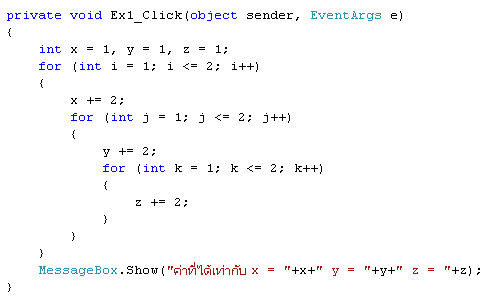 private void Ex1_Click(object sender, EventArgs e)
{
    int x = 1, y = 1, z = 1;
    for (int i = 1; i <= 2; i++)
    {
        x += 2;
        for (int j = 1; j <= 2; j++)
        {
            y += 2;
            for (int k = 1; k <= 2; k++)
            {
                z += 2;
            }
        }
    }
    MessageBox.Show("ค่าที่ได้เท่ากับ x = "+x+" y = "+y+" z = "+z);
}